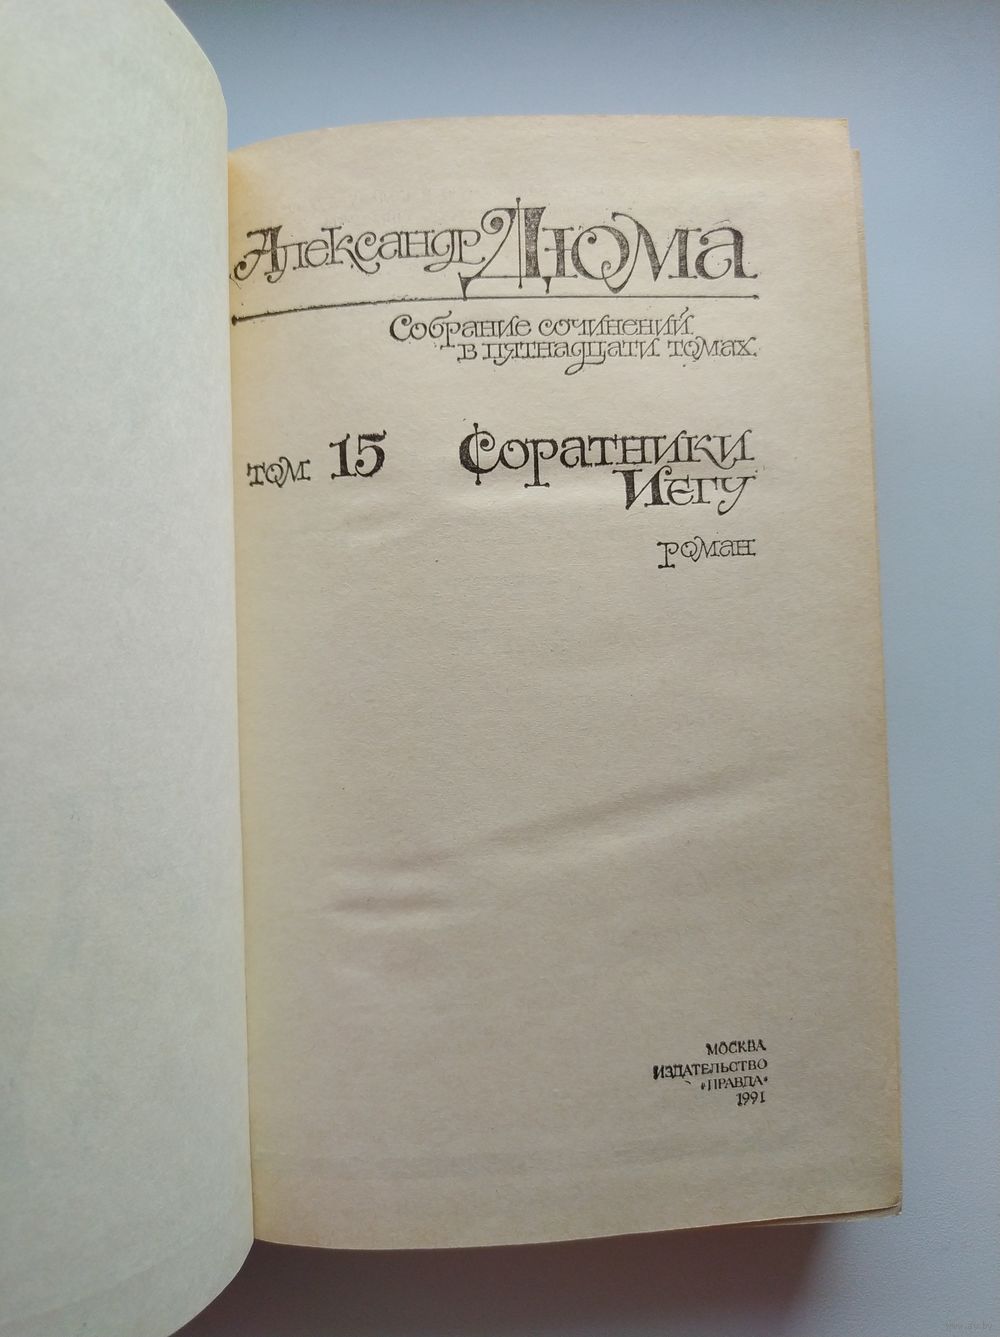 Александр Дюма
Собрание сочинений
в пятнадцати томах
том 15 Соратники
Иегу
роман
МОСКВА
ИЗДАТЕЛЬСТВО
«ПРАВДА»
1991